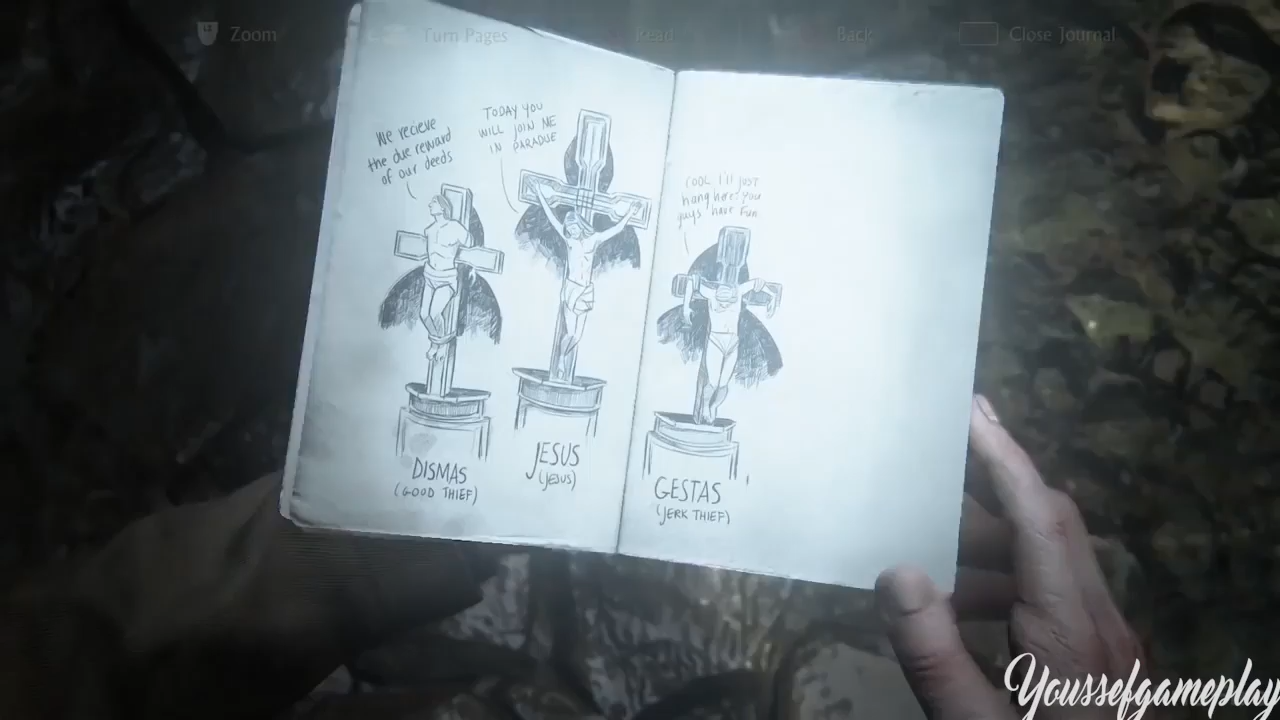 Zoom
Turn Pages
Read
Back
Close Journal
We recieve
the due reward
of our deeds
TODAY YOU
WILL JOIN ME
IN PARADISE
COOL I'll just
hang here. you
guys have fun
DISMAS
(GOOD THIEF)
JESUS
(JESUS)
GESTAS
(JERK THIEF)
Youssefgameplay